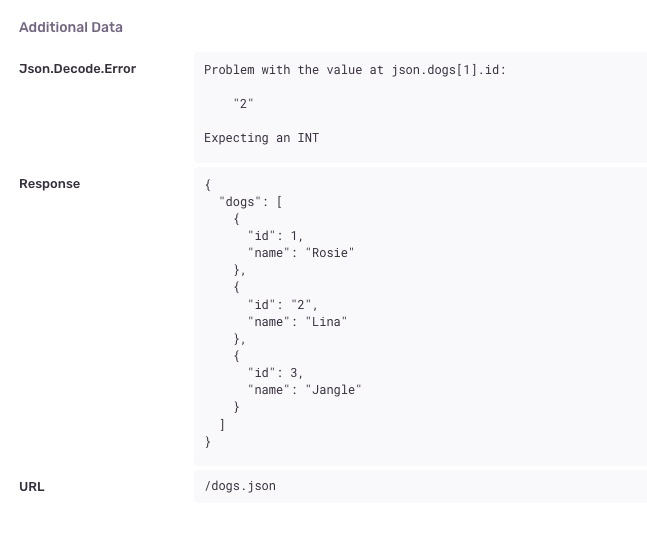 Additional Data
Json.Decode.Error
Problem with the value at json.dogs[1].id:
"2"
Expecting an INT
Response
{
"dogs": [
{
"id": 1,
"name": "Rosie"
},
{
"id": "2",
"name": "Lina"
},
{
"id": 3,
"name": "Jangle"
}
]
}
URL
/dogs.json